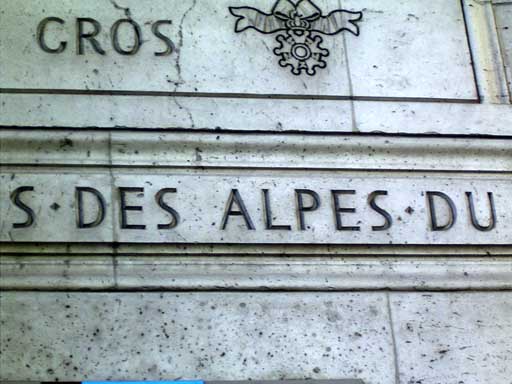 GROS
S · DES ALPES · DU